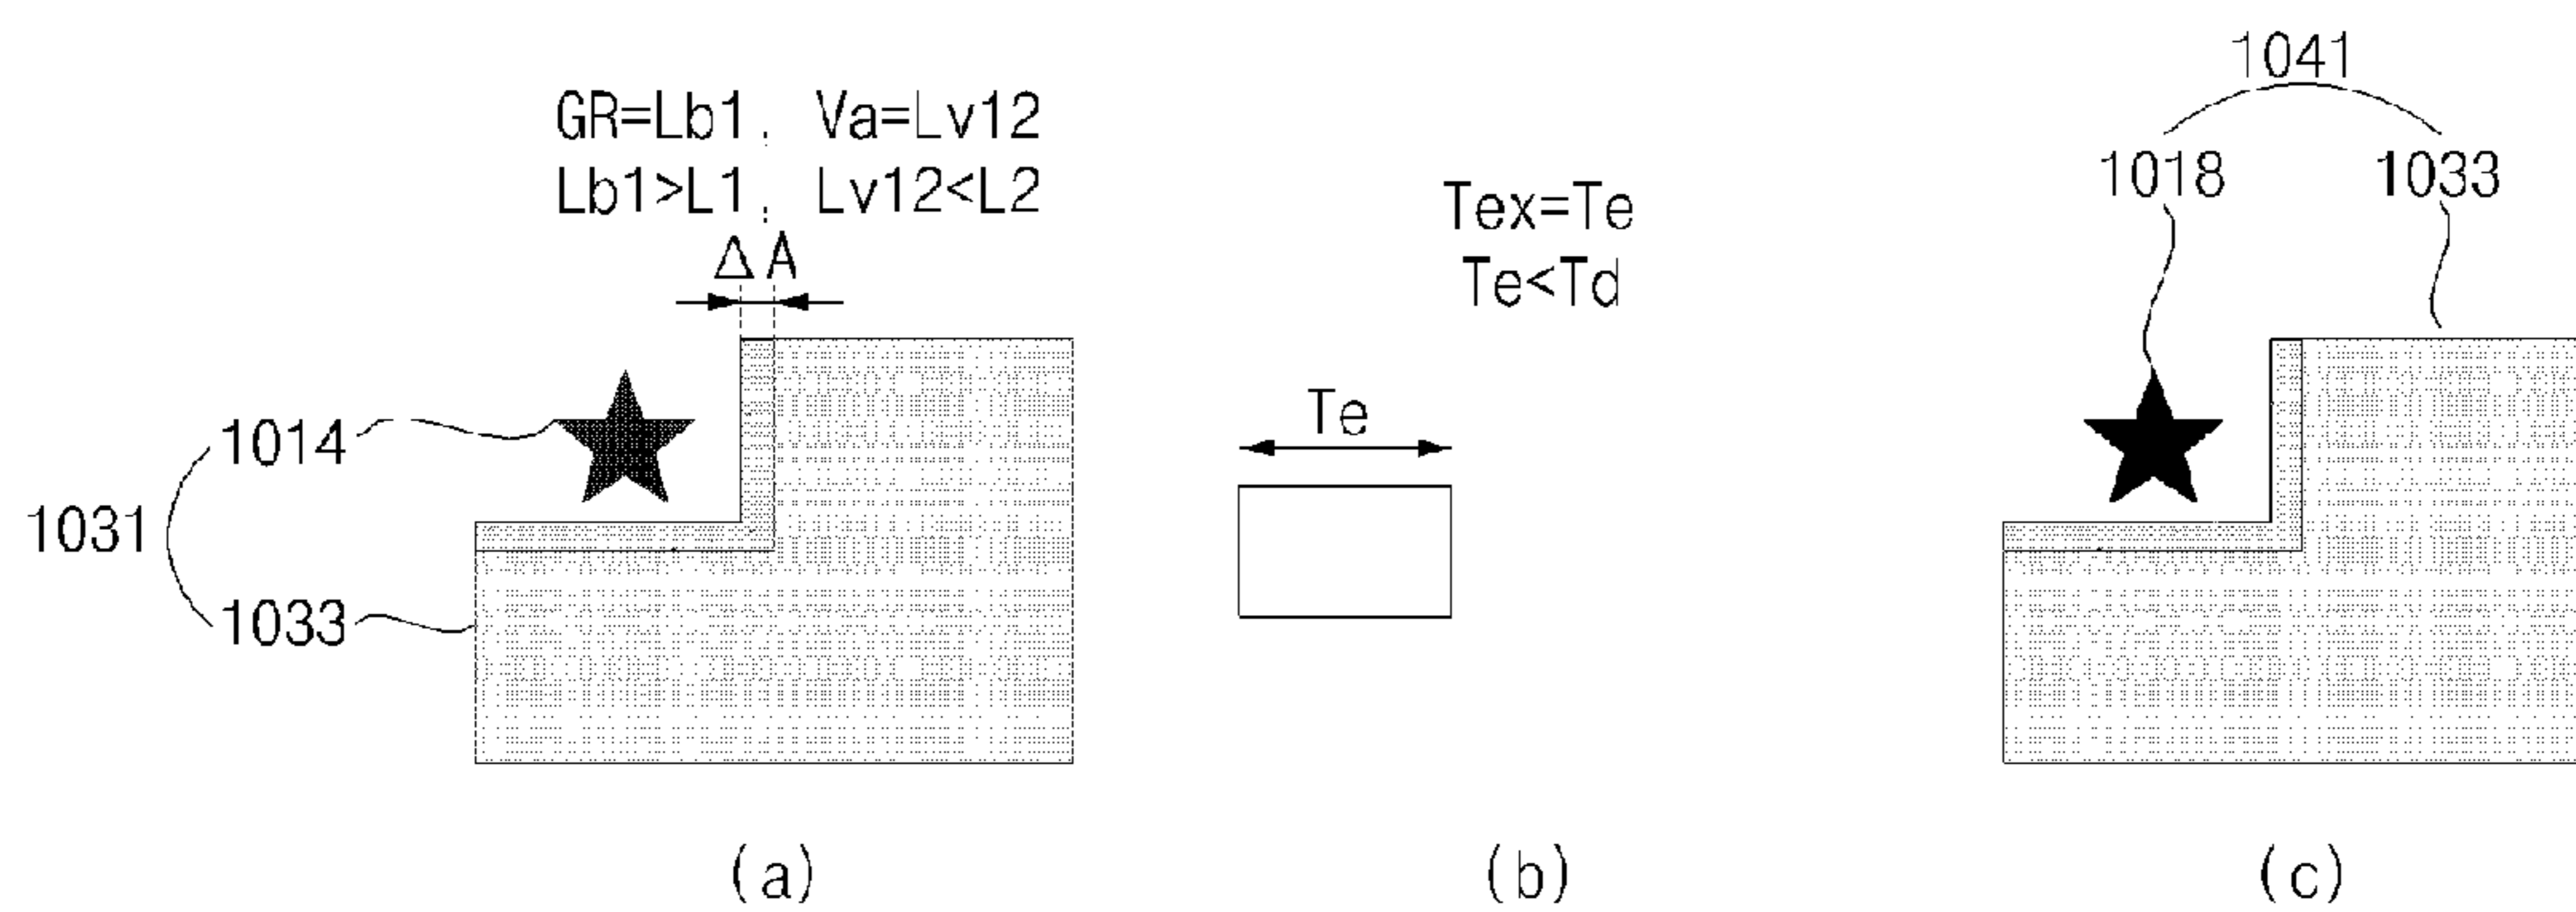 GR=Lb1, Va=Lv12
Lb1>L1, Lv12<L2
Δ A
1014
1031
1033
(a)
Tex=Te
Te<Td
Te
(b)
1041
1018 1033
(c)